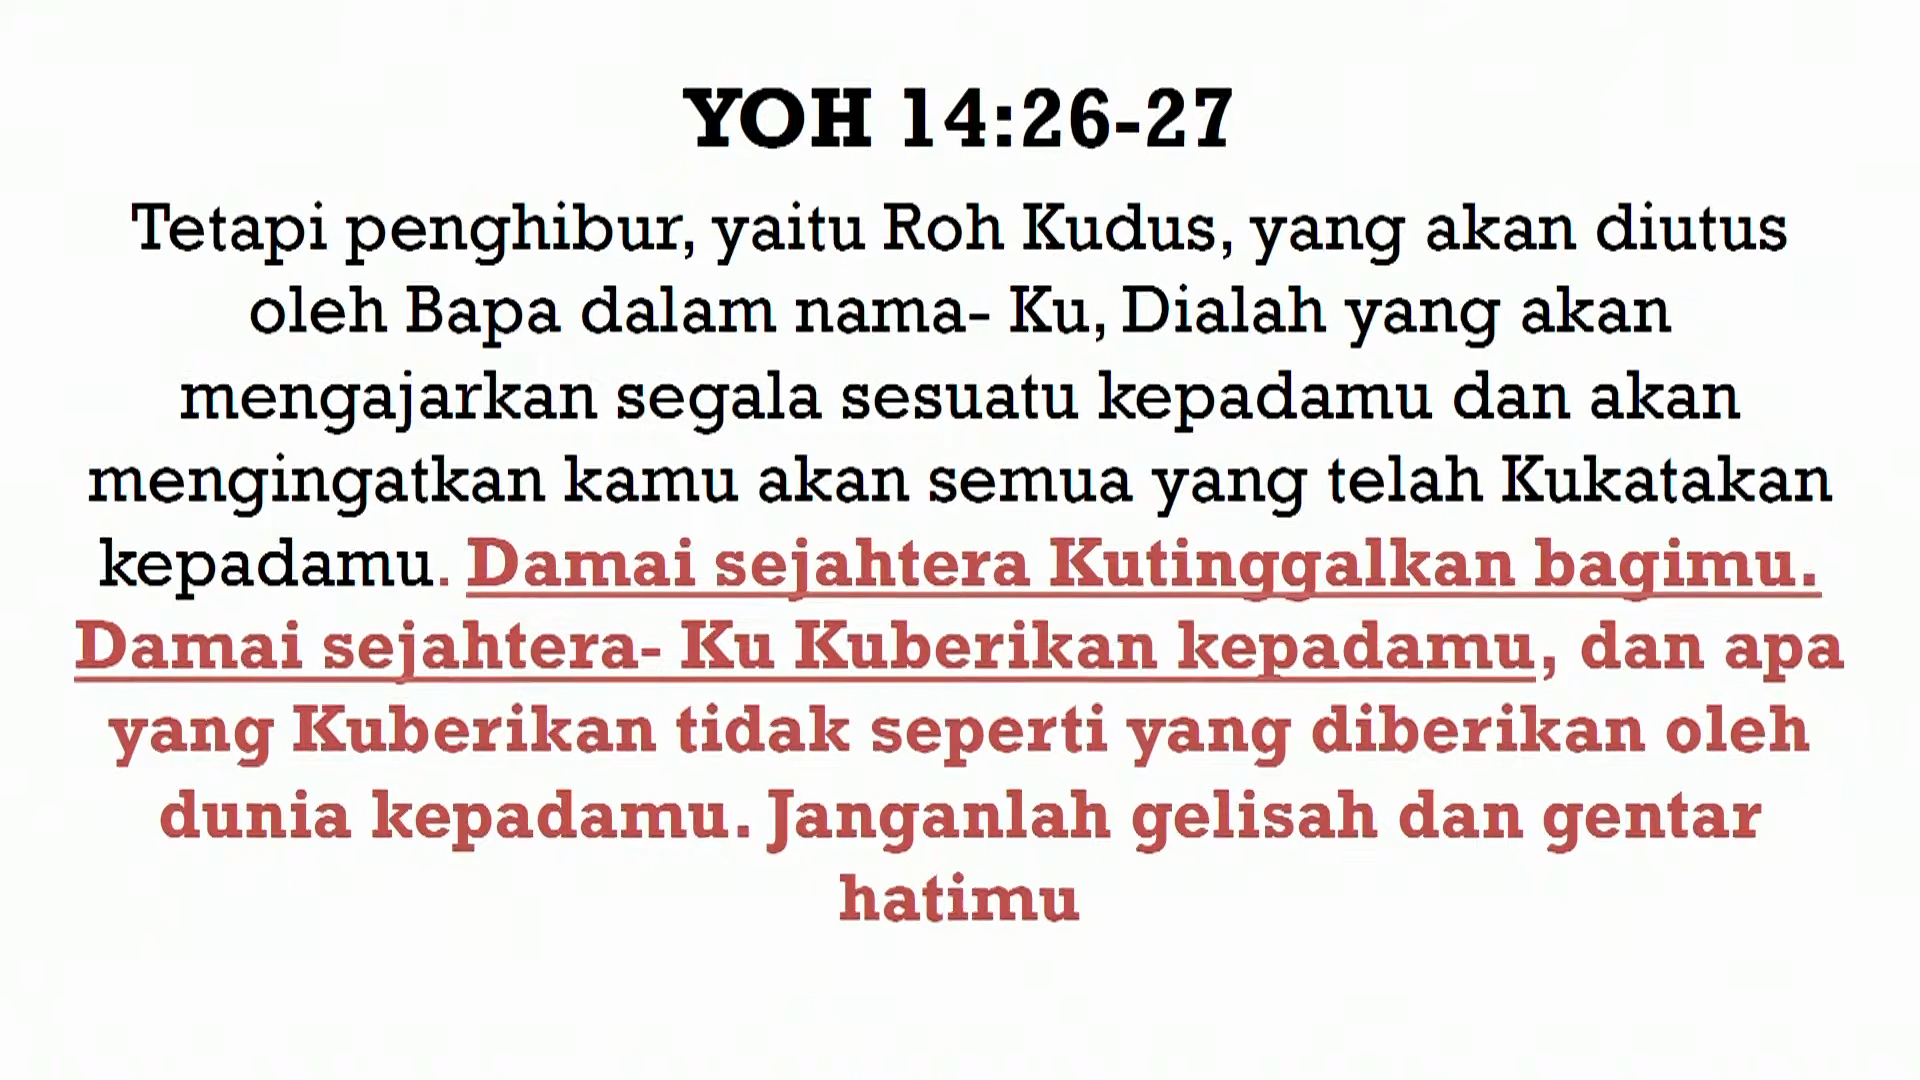 YOH 14:26-27
Tetapi penghibur, yaitu Roh Kudus, yang akan diutus
oleh Bapa dalam nama- Ku, Dialah yang akan
mengajarkan segala sesuatu kepadamu dan akan
mengingatkan kamu akan semua yang telah Kukatakan
kepadamu. Damai sejahtera Kutinggalkan bagimu.
Damai sejahtera- Ku Kuberikan kepadamu, dan apa
yang Kuberikan tidak seperti yang diberikan oleh
dunia kepadamu. Janganlah gelisah dan gentar
hatimu